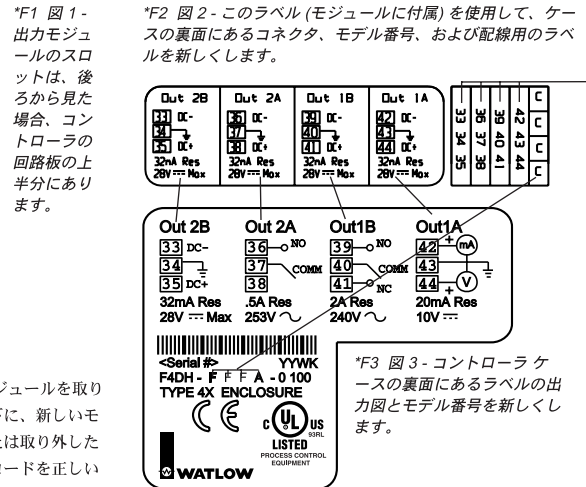 *F1 図 1 -
出力モジュ
ールのスロ
ットは、後
ろから見た
場合、コン
トローラの
回路板の上
半分にあり
ます。
*F2 図 2 - このラベル (モジュールに付属) を使用して、ケー
スの裏面にあるコネクタ、モデル番号、および配線用のラベ
ルを新しくします。
Out 2B Out 2A Out 1B Out 1A
33 DC- 36 DC- 39 DC- 42 DC-
34 37 40 43
35 DC+ 38 DC+ 41 DC+ 44 DC+
32mA Res 32mA Res 32mA Res 32mA Res
28V Max 28V Max 28V Max 28V Max
33 34 35
36 37 38
39 40 41
42 43 44
C
C
C
C
Out 2B Out 2A Out1B Out1A
33 DC- 36 NO 39 NO 42 + mA
34 37 COMM 40 COMM 43
35 DC+ 38 41 NC 44 + V
32mA Res .5A Res 2A Res 20mA Res
28V Max 253V 240V 10V
<Serial #> YYWK
F4DH - F F F A - 0 100
TYPE 4X ENCLOSURE
CE C UL US
93RL
LISTED
PROCESS CONTROL
EQUIPMENT
WATLOW
*F3 図 3 - コントローラ ケ
ースの裏面にあるラベルの出
力図とモデル番号を新しくし
ます。
ジュールを取り
に、新しいモ
は取り外した
コードを正しい